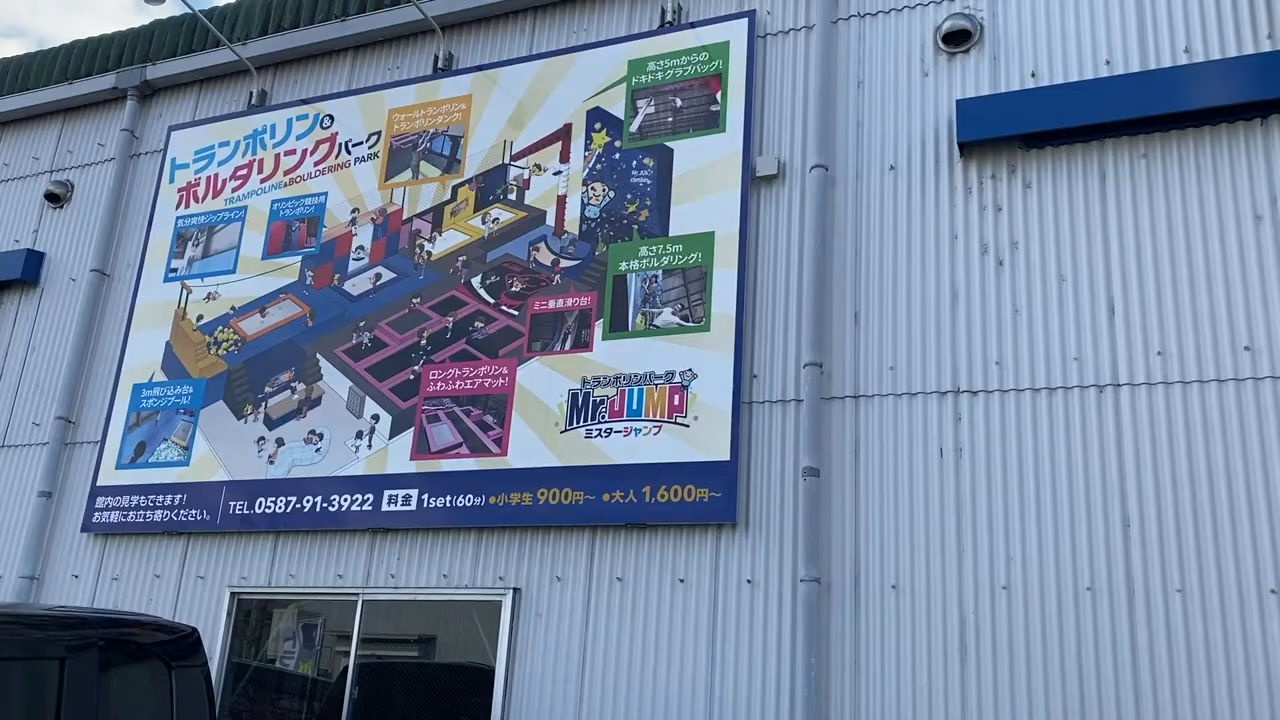 トランポリン&
ボルダリングパーク
TRAMPOLINE&BOULDERING PARK
ウォールトランポリン&
トランポリンダンク!
高さ5mからの
ドキドキグラブバッグ!
気分爽快ジップライン!
オリンピック競技用
トランポリン!
Mr.JUMP
climbing
高さ7.5m
本格ボルダリング!
ミニ垂直滑り台!
ロングトランポリン&
ふわふわエアマット!
3m飛び込み台&
スポンジプール!
トランポリンパーク
Mr.JUMP
ミスタージャンプ
館内の見学もできます!
お気軽にお立ち寄りください。
TEL.0587-91-3922 料金 1set(60分) ●小学生 900円~ ●大人 1,600円~